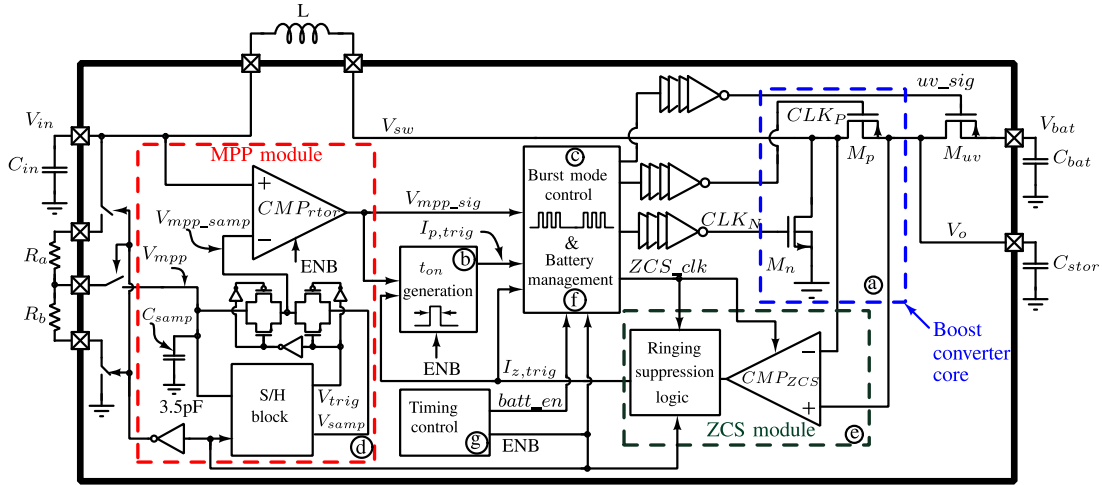 L
uv_sig
V_in
V_sw
CLK_P
V_bat
MPP module
C_in
C_bat
M_p
M_uv
c
Burst mode
control
&
Battery
management
f
+
CMP_rtor
−
V_mpp_sig
V_mpp_samp
CLK_N
I_p,trig
V_o
R_a
V_mpp
ENB
t_on
b
generation
ZCS_clk
M_n
C_stor
a
R_b
C_samp
ENB
Boost
converter
core
Ringing
suppression
logic
−
CMP_ZCS
+
3.5pF
S/H
block
V_trig
V_samp
I_z,trig
batt_en
Timing
control
g
ENB
d
ZCS module
e